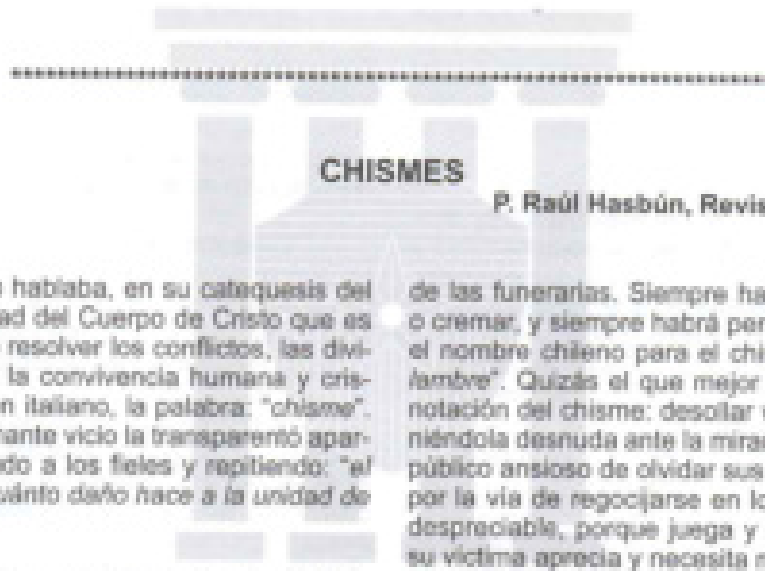 CHISMES
P. Raúl Hasbún, Revis
hablaba, en su catequesis del
ad del Cuerpo de Cristo que es
resolver los conflictos, las divi-
la convivencia humana y cris-
n italiano, la palabra: "chisme".
nante vicio la transparentó apar-
do a los fieles y repitiendo: "el
uánto daño hace a la unidad de
de las funerarias. Siempre ha
o cremar, y siempre habrá per
el nombre chileno para el chi
lambre". Quizás el que mejor
notación del chisme: desollar
niéndola desnuda ante la mirad
público ansioso de olvidar sus
por la vía de regocijarse en lo
despreciable, porque juega y
su víctima aprecia y necesita